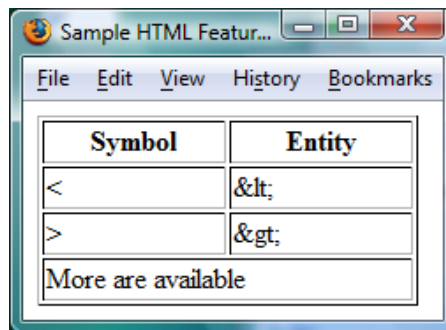 Sample HTML Featur...
File Edit View History Bookmarks
Symbol Entity
< &lt;
> &gt;
More are available